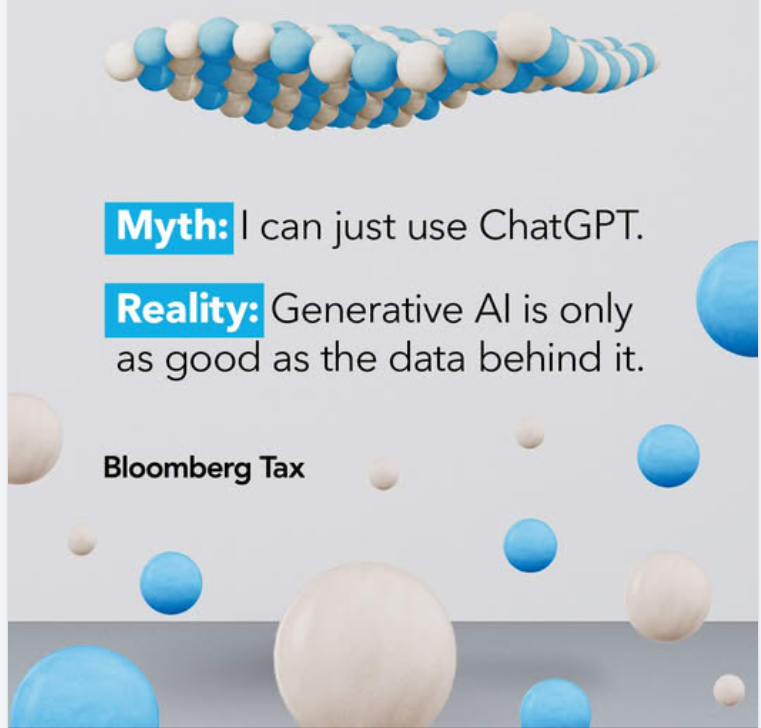 Myth: I can just use ChatGPT.
Reality: Generative AI is only
as good as the data behind it.
Bloomberg Tax